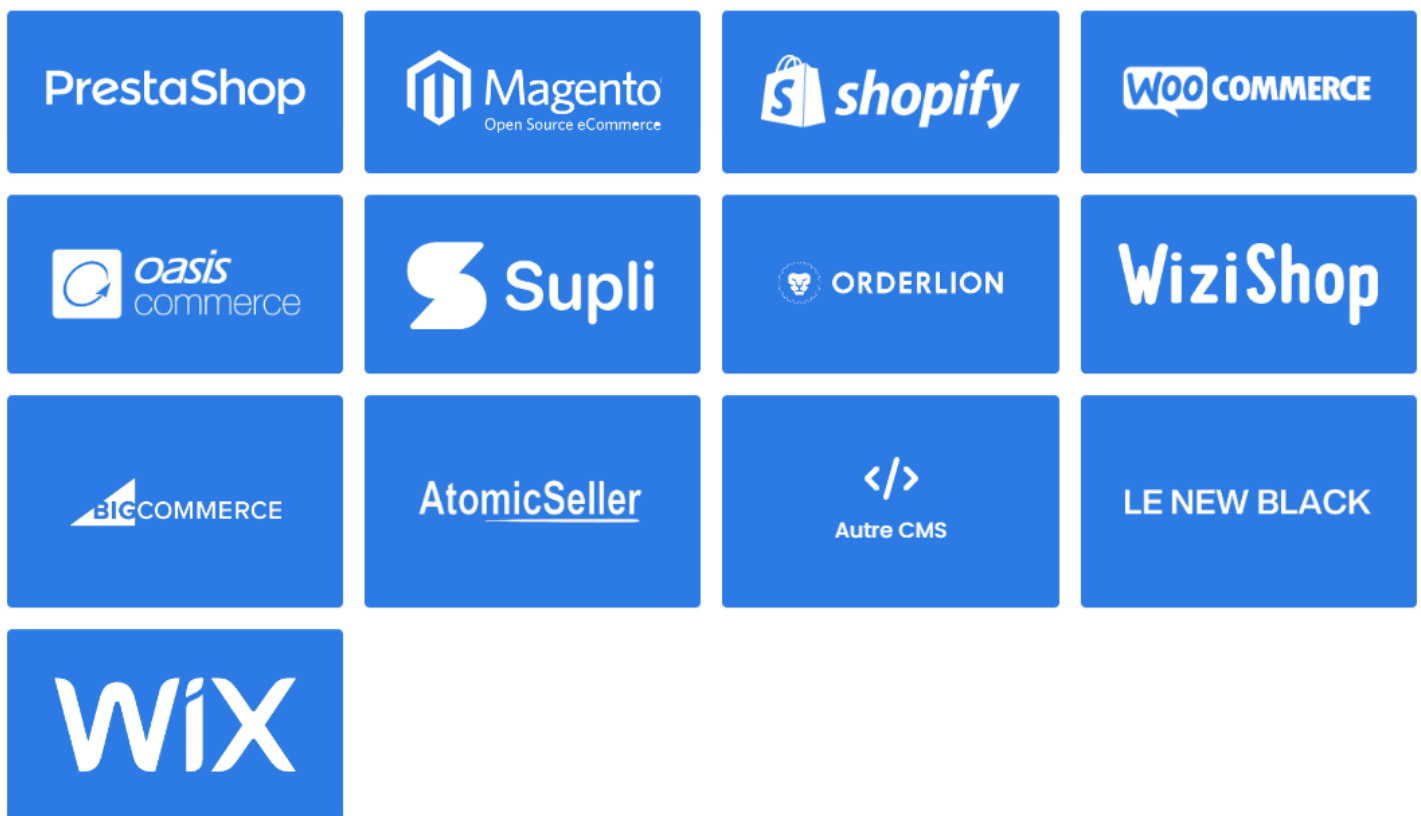 PrestaShop
Magento
Open Source eCommerce
shopify
WOO COMMERCE
oasis
commerce
Supli
ORDERLION
WiziShop
BIGCOMMERCE
AtomicSeller
</>
Autre CMS
LE NEW BLACK
WiX